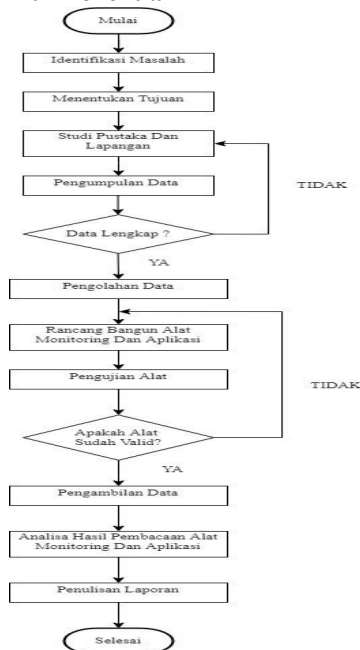 Mulai
Identifikasi Masalah
Menentukan Tujuan
Studi Pustaka Dan
Lapangan
Pengumpulan Data
TIDAK
Data Lengkap ?
YA
Pengolahan Data
Rancang Bangun Alat
Monitoring Dan Aplikasi
Pengujian Alat
TIDAK
Apakah Alat
Sudah Valid?
YA
Pengambilan Data
Analisa Hasil Pembacaan Alat
Monitoring Dan Aplikasi
Penulisan Laporan
Selesai